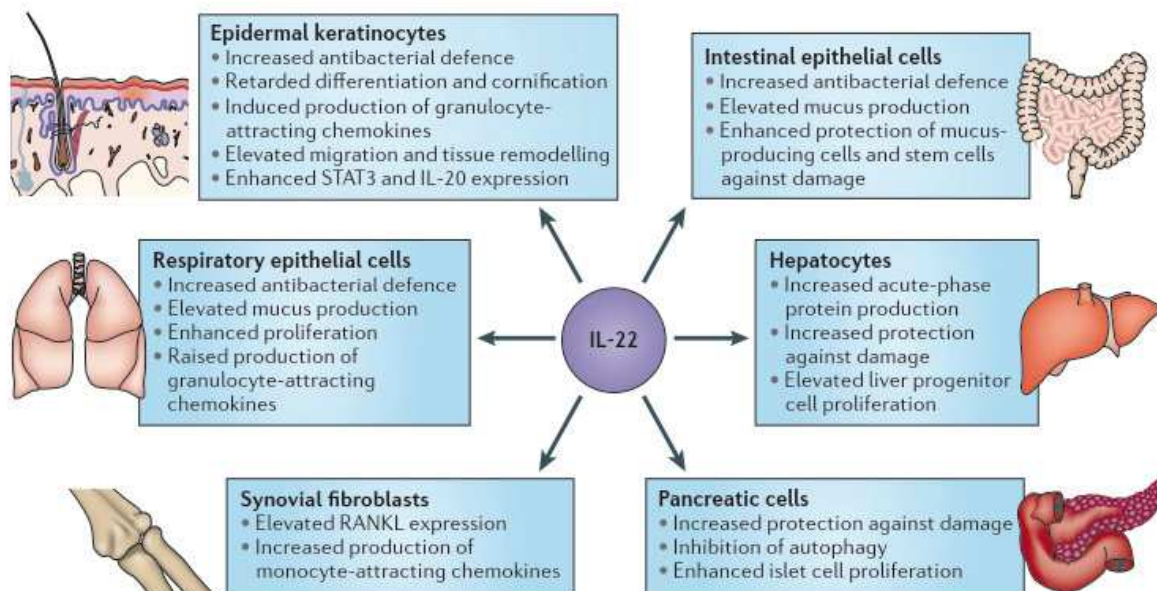 Epidermal keratinocytes
• Increased antibacterial defence
• Retarded differentiation and cornification
• Induced production of granulocyte-
attracting chemokines
• Elevated migration and tissue remodelling
• Enhanced STAT3 and IL-20 expression
Intestinal epithelial cells
• Increased antibacterial defence
• Elevated mucus production
• Enhanced protection of mucus-
producing cells and stem cells
against damage
Respiratory epithelial cells
• Increased antibacterial defence
• Elevated mucus production
• Enhanced proliferation
• Raised production of
granulocyte-attracting
chemokines
IL-22
Hepatocytes
• Increased acute-phase
protein production
• Increased protection
against damage
• Elevated liver progenitor
cell proliferation
Synovial fibroblasts
• Elevated RANKL expression
• Increased production of
monocyte-attracting chemokines
Pancreatic cells
• Increased protection against damage
• Inhibition of autophagy
• Enhanced islet cell proliferation